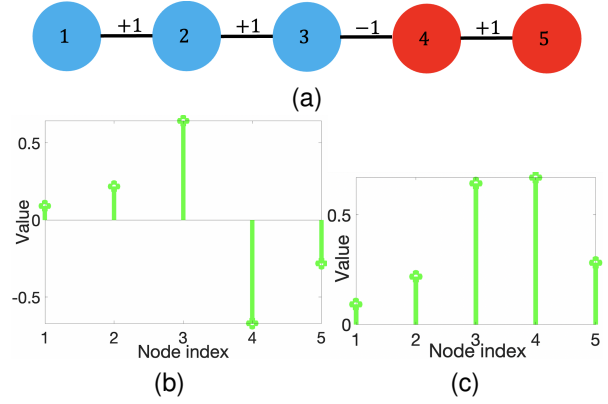 1 +1 2 +1 3 −1 4 +1 5
(a)
0.5
0
-0.5
Value
1 2 3 4 5
Node index
(b)
0.5
0
Value
1 2 3 4 5
Node index
(c)